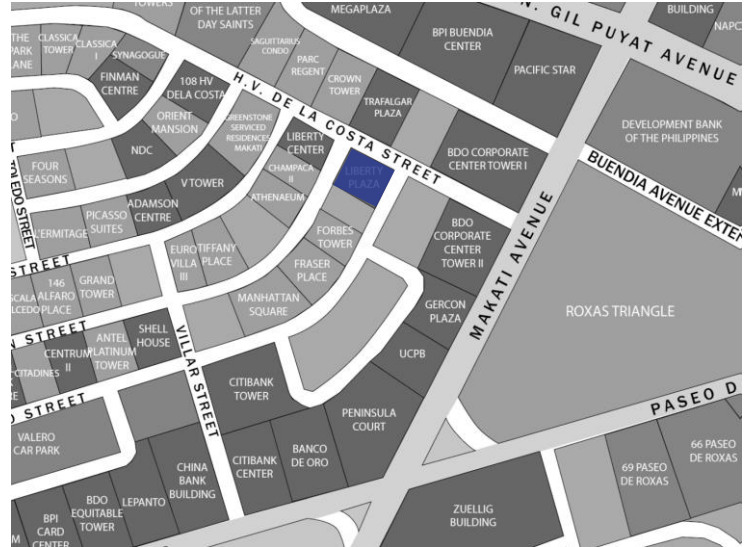 TOWERS
OF THE LATTER
DAY SAINTS
MEGAPLAZA
N. GIL PUYAT AVENUE
BUILDING
NAPC
THE
PARK
LANE
CLASSICA
TOWER
CLASSICA
I
SYNAGOGUE
SAGUITTARIUS
CONDO
PARC
REGENT
BPI BUENDIA
CENTER
PACIFIC STAR
FINMAN
CENTRE
108 HV
DELA COSTA
H.V. DE LA COSTA STREET
CROWN
TOWER
TRAFALGAR
PLAZA
ORIENT
MANSION
GREENSTONE
SERVICED
RESIDENCES
MAKATI
LIBERTY
CENTER
DEVELOPMENT BANK
OF THE PHILIPPINES
NDC
BDO CORPORATE
CENTER TOWER I
BUENDIA AVENUE EXTEN
TOLEDO STREET
FOUR
SEASONS
V TOWER
CHAMPACA
II
LIBERTY
PLAZA
ATHENAEUM
ADAMSON
CENTRE
L'ERMITAGE
PICASSO
SUITES
FORBES
TOWER
BDO
CORPORATE
CENTER
TOWER II
MAKATI AVENUE
EURO
VILLA
III
TIFFANY
PLACE
FRASER
PLACE
STREET
146
ALFARO
PLACE
GRAND
TOWER
MANHATTAN
SQUARE
GERCON
PLAZA
ROXAS TRIANGLE
N STREET
SHELL
HOUSE
VILLAR STREET
ANTEL
PLATINUM
TOWER
CENTRUM
II
CITADINES
UCPB
CITIBANK
TOWER
PASEO D
O STREET
PENINSULA
COURT
VALERO
CAR PARK
BANCO
DE ORO
CITIBANK
CENTER
CHINA
BANK
BUILDING
66 PASEO
DE ROXAS
69 PASEO
DE ROXAS
LEPANTO
BDO
EQUITABLE
TOWER
BPI
CARD
CENTER
ZUELLIG
BUILDING